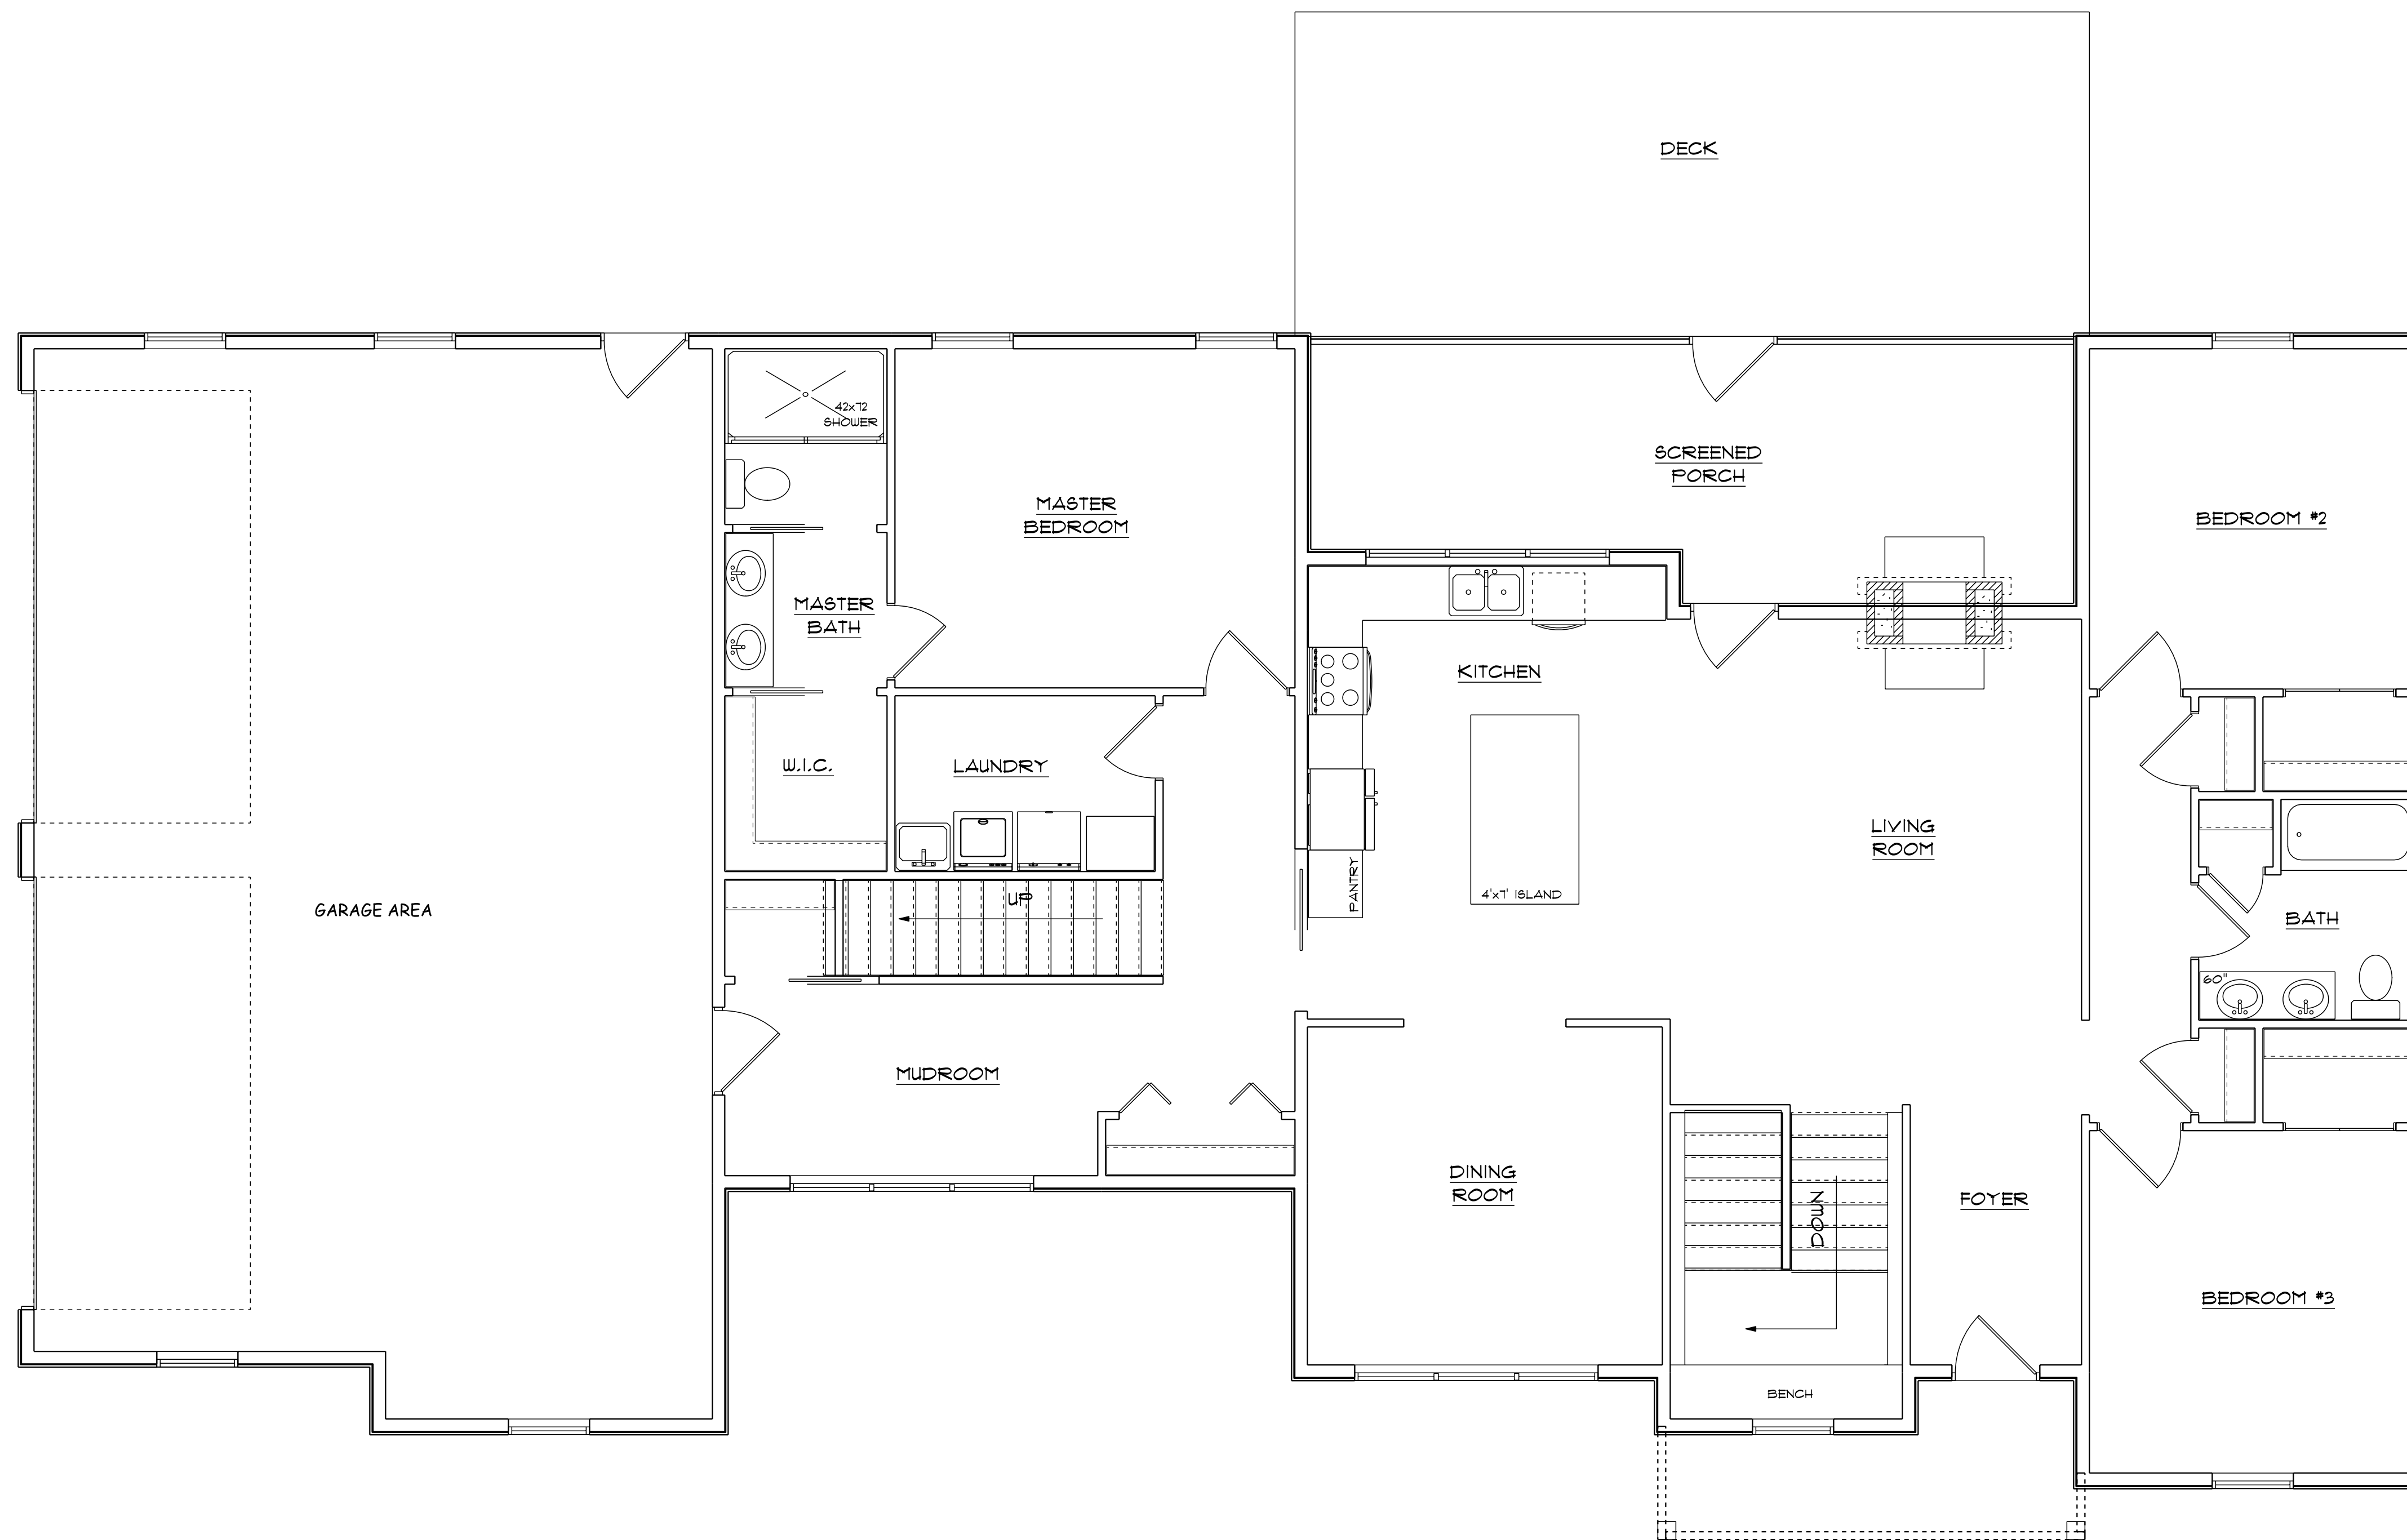 DECK
42x72
SHOWER
SCREENED
PORCH
MASTER
BEDROOM
BEDROOM #2
MASTER
BATH
KITCHEN
W.I.C.
LAUNDRY
LIVING
ROOM
PANTRY
4'x7' ISLAND
UP
GARAGE AREA
BATH
60"
MUDROOM
DINING
ROOM
DOWN
FOYER
BEDROOM #3
BENCH